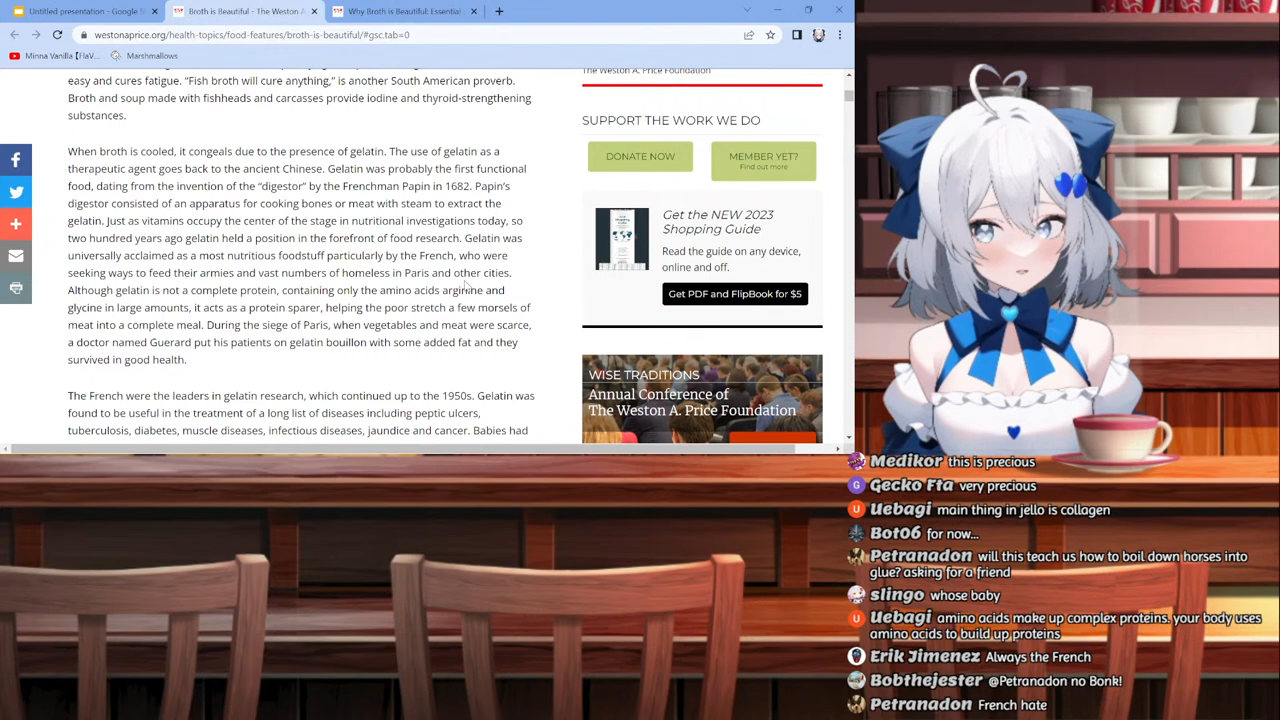 Untitled presentation - Google S
Broth is Beautiful - The Weston A
Why Broth is Beautiful: Essential
westonaprice.org/health-topics/food-features/broth-is-beautiful/#gsc.tab=0
Minna Vanilla【FlaV...
Marshmallows
easy and cures fatigue. “Fish broth will cure anything,” is another South American proverb.
Broth and soup made with fishheads and carcasses provide iodine and thyroid-strengthening
substances.
When broth is cooled, it congeals due to the presence of gelatin. The use of gelatin as a
therapeutic agent goes back to the ancient Chinese. Gelatin was probably the first functional
food, dating from the invention of the “digestor” by the Frenchman Papin in 1682. Papin’s
digestor consisted of an apparatus for cooking bones or meat with steam to extract the
gelatin. Just as vitamins occupy the center of the stage in nutritional investigations today, so
two hundred years ago gelatin held a position in the forefront of food research. Gelatin was
universally acclaimed as a most nutritious foodstuff particularly by the French, who were
seeking ways to feed their armies and vast numbers of homeless in Paris and other cities.
Although gelatin is not a complete protein, containing only the amino acids arginine and
glycine in large amounts, it acts as a protein sparer, helping the poor stretch a few morsels of
meat into a complete meal. During the siege of Paris, when vegetables and meat were scarce,
a doctor named Guerard put his patients on gelatin bouillon with some added fat and they
survived in good health.
The French were the leaders in gelatin research, which continued up to the 1950s. Gelatin was
found to be useful in the treatment of a long list of diseases including peptic ulcers,
tuberculosis, diabetes, muscle diseases, infectious diseases, jaundice and cancer. Babies had
The Weston A. Price Foundation
SUPPORT THE WORK WE DO
DONATE NOW
MEMBER YET?
Find out more
Get the NEW 2023
Shopping Guide
Read the guide on any device,
online and off.
Get PDF and FlipBook for $5
WISE TRADITIONS
Annual Conference of
The Weston A. Price Foundation
Medikor this is precious
Gecko Fta very precious
Uebagi main thing in jello is collagen
Bot06 for now...
Petranadon will this teach us how to boil down horses into
glue? asking for a friend
slingo whose baby
Uebagi amino acids make up complex proteins. your body uses
amino acids to build up proteins
Erik Jimenez Always the French
Bobthejester @Petranadon no Bonk!
Petranadon French hate